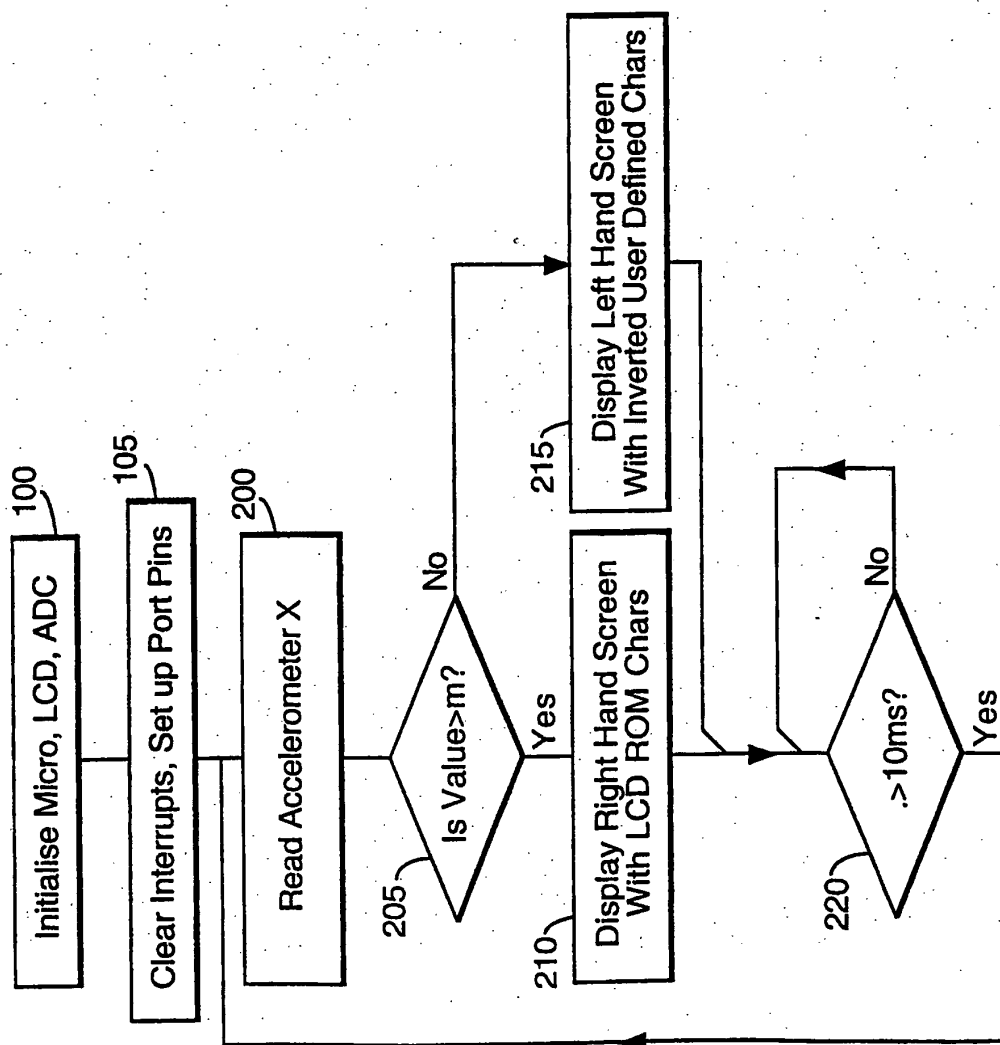 100
Initialise Micro, LCD, ADC
105
Clear Interrupts, Set up Port Pins
200
Read Accelerometer X
205
Is Value>m?
No
Yes
210
Display Right Hand Screen
With LCD ROM Chars
215
Display Left Hand Screen
With Inverted User Defined Chars
220
.>10ms?
No
Yes